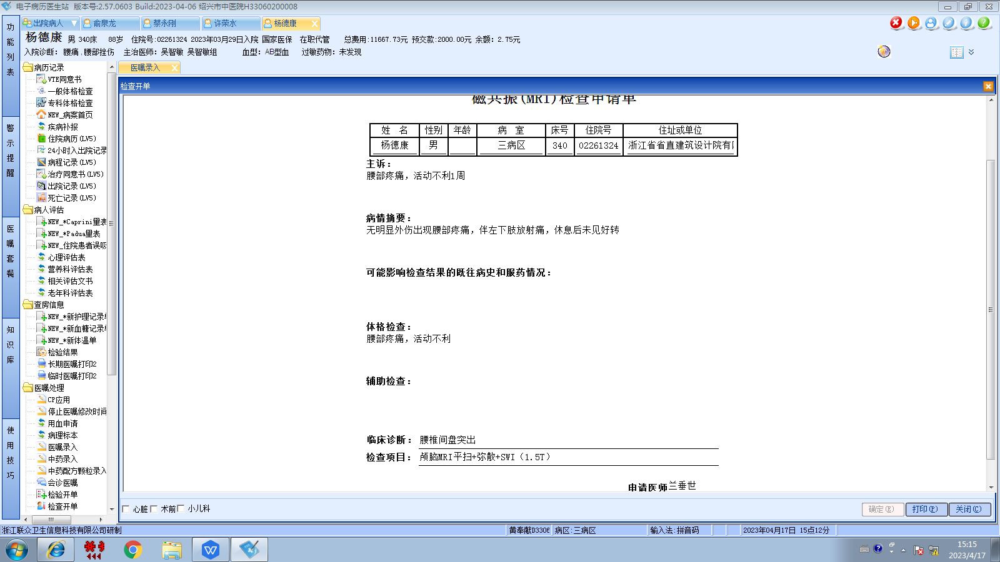 电子病历医生站 版本号:2.57.0603 Build:2023-04-06 绍兴市中医院H33060200008
出院病人
俞泉龙
蔡永刚
许荣水
杨德康
杨德康 男 340床 88岁 住院号:02261324 2023年03月29日入院 国家医保 在职代管 总费用:11667.73元 预交款:2000.00元 余额: 2.75元
入院诊断: 腰痛,腰部挫伤 主治医师: 吴智敏 吴智敏组 血型: AB型血 过敏药物: 未发现
功能列表
警示提醒
医嘱套餐
知识库
使用技巧
病历记录
VTE同意书
一般体格检查
专科体格检查
NEW_病案首页
疾病补报
住院病历(LV5)
24小时入出院记录
病程记录(LV5)
治疗同意书(LV5)
出院记录(LV5)
死亡记录(LV5)
病人评估
NEW_*Caprini量表
NEW_*Padua量表
NEW_住院患者误吸
心理评估表
营养科评估表
相关评估文书
老年科评估表
查房信息
NEW_*新护理记录单
NEW_*新血糖记录单
NEW_*新体温单
检验结果
长期医嘱打印2
临时医嘱打印2
医嘱处理
CP应用
停止医嘱修改时间
用血申请
病理标本
医嘱录入
中药录入
中药配方颗粒录入
会诊医嘱
检验开单
检查开单
医嘱录入
检查开单
磁共振(MRI)检查申请单
姓 名 性别 年龄 病 室 床号 住院号 住址或单位
杨德康 男 三病区 340 02261324 浙江省省直建筑设计院有
主诉:
腰部疼痛，活动不利1周
病情摘要:
无明显外伤出现腰部疼痛，伴左下肢放射痛，休息后未见好转
可能影响检查结果的既往病史和服药情况:
体格检查:
腰部疼痛，活动不利
辅助检查:
临床诊断: 腰椎间盘突出
检查项目: 颅脑MRI平扫+弥散+SWI（1.5T）
申请医师 兰垂世
心脏 术前 小儿科
确定(E) 打印(P) 关闭(C)
浙江联众卫生信息科技有限公司研制 黄奉献D330E 病区:三病区 输入法:拼音码 2023年04月17日 15点12分
15:15
2023/4/17